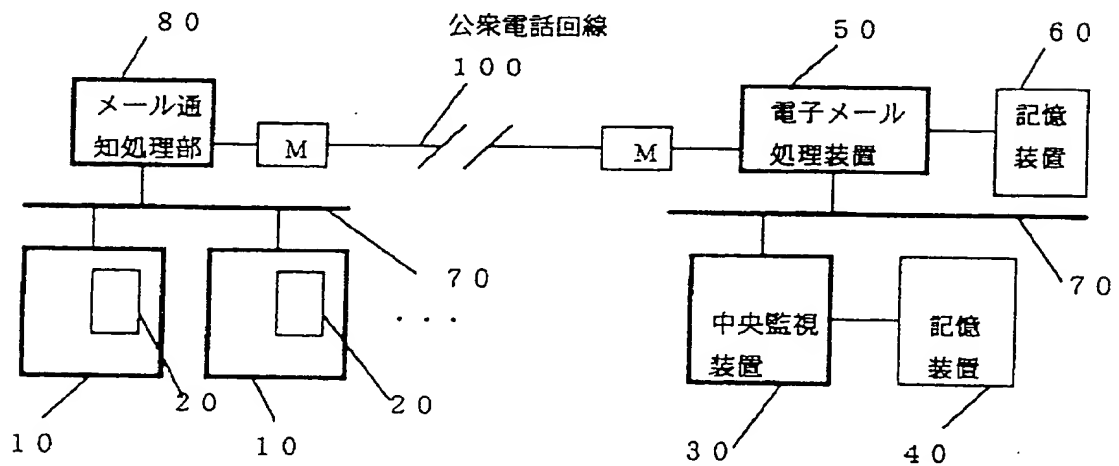 80
公衆電話回線
50
60
100
メール通
知処理部
M
M
電子メール
処理装置
記憶
装置
70
70
...
中央監視
装置
記憶
装置
20
20
10
10
30
40